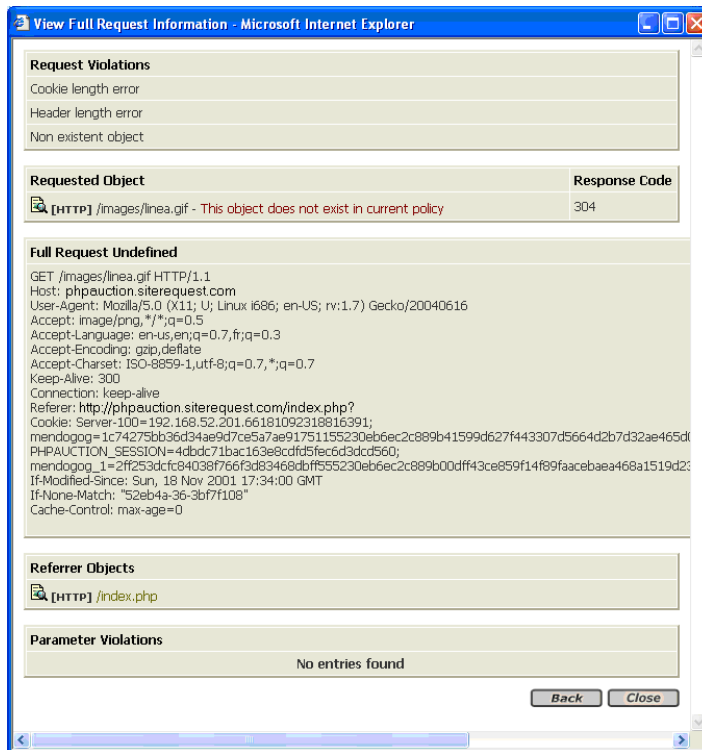 View Full Request Information - Microsoft Internet Explorer
Request Violations
Cookie length error
Header length error
Non existent object
Requested Object Response Code
[HTTP] /images/linea.gif - This object does not exist in current policy 304
Full Request Undefined
GET /images/linea.gif HTTP/1.1
Host: phpauction.siterequest.com
User-Agent: Mozilla/5.0 (X11; U; Linux i686; en-US; rv:1.7) Gecko/20040616
Accept: image/png,*/*;q=0.5
Accept-Language: en-us,en;q=0.7,fr;q=0.3
Accept-Encoding: gzip,deflate
Accept-Charset: ISO-8859-1,utf-8;q=0.7,*;q=0.7
Keep-Alive: 300
Connection: keep-alive
Referer: http://phpauction.siterequest.com/index.php?
Cookie: Server-100=192.168.52.201.66181092318816391;
mendogog=1c74275bb36d34ae9d7ce5a7ae91751155230eb6ec2c889b41599d627f443307d5664d2b7d32ae465d0
PHPAUCTION_SESSION=4dbdc71bac163e8cdfd5fec6d3dcd560;
mendogog_1=2ff253dcfc84038f766f3d83468dbff555230eb6ec2c889b00dff43ce859f14f89faacebaea468a1519d23
If-Modified-Since: Sun, 18 Nov 2001 17:34:00 GMT
If-None-Match: "52eb4a-36-3bf7f108"
Cache-Control: max-age=0
Referrer Objects
[HTTP] /index.php
Parameter Violations
No entries found
Back Close